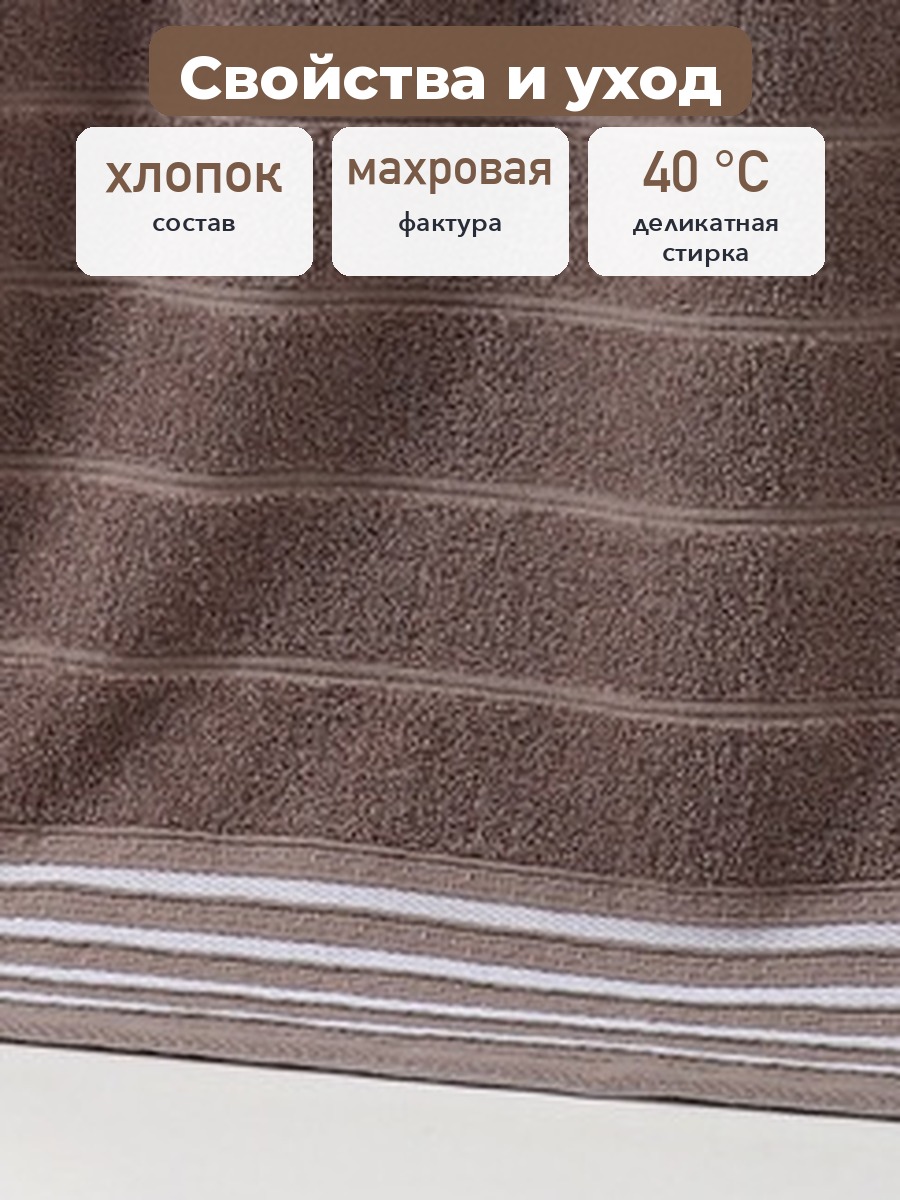 Свойства и уход
хлопок
состав
махровая
фактура
40 °C
деликатная
стирка